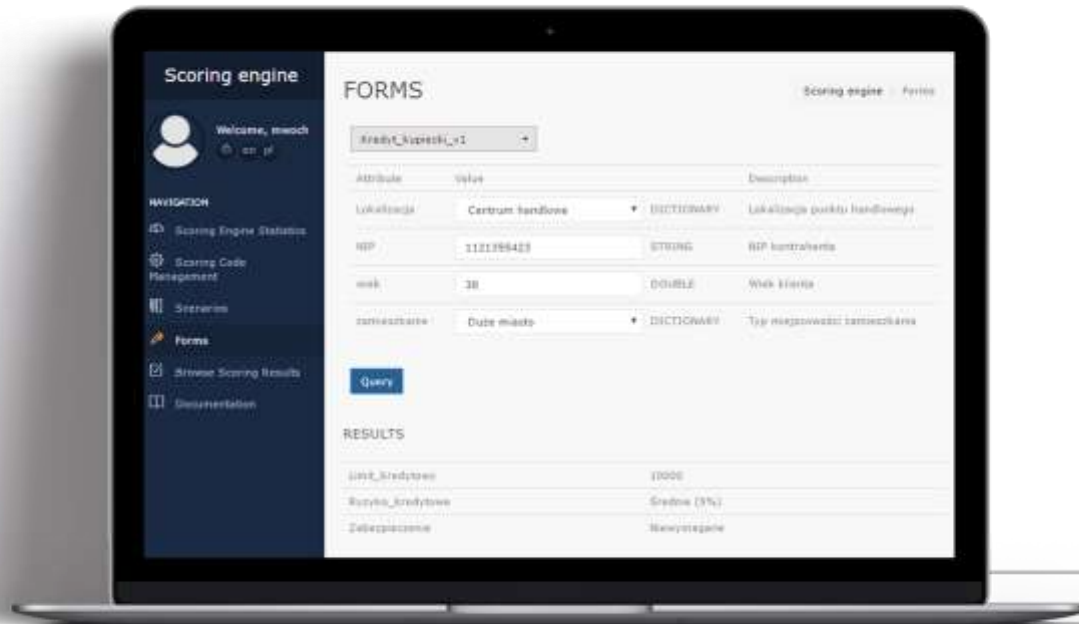 Scoring engine
Welcome, mwoch
en pl
NAVIGATION
Scoring Engine Statistics
Scoring Code
Management
Scenarios
Forms
Browse Scoring Results
Documentation
FORMS
Scoring engine Forms
Kredyt_kupiecki_v1
Attribute Value Description
Lokalizacja Centrum handlowe DICTIONARY Lokalizacja punktu handlowego
NIP STRING NIP kontrahenta
wiek 38 DOUBLE Wiek klienta
zamieszkanie Duże miasto DICTIONARY Typ miejscowości zamieszkania
Query
RESULTS
Limit_kredytowy 10000
Ryzyko_kredytowe Średnie
Zabezpieczenie Niewymagane